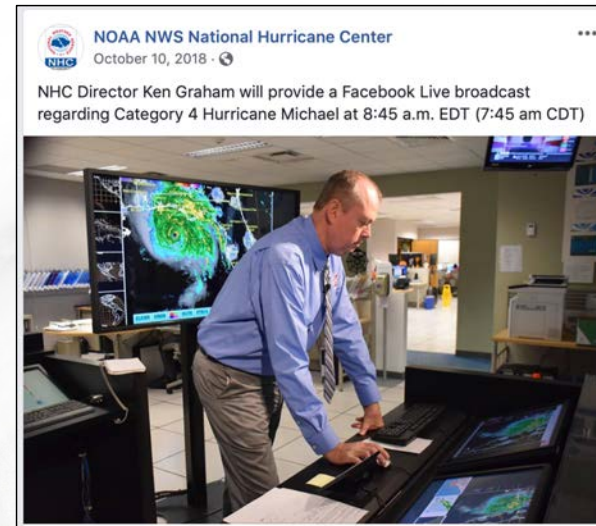 NOAA NWS National Hurricane Center
October 10, 2018 ·
NHC
NHC Director Ken Graham will provide a Facebook Live broadcast
regarding Category 4 Hurricane Michael at 8:45 a.m. EDT (7:45 am CDT)